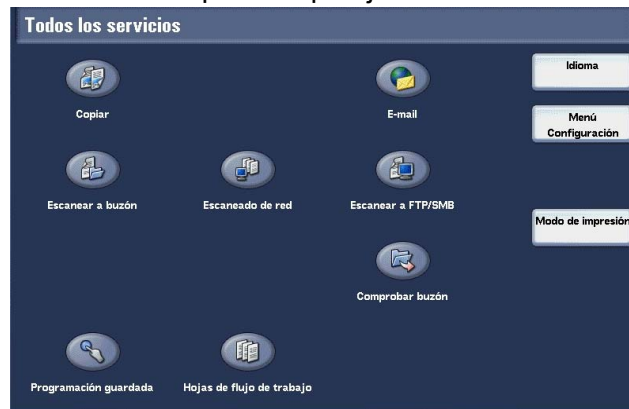 Todos los servicios
Copiar
E-mail
Idioma
Menú
Configuración
Escanear a buzón
Escaneado de red
Escanear a FTP/SMB
Modo de impresión
Comprobar buzón
Programación guardada
Hojas de flujo de trabajo